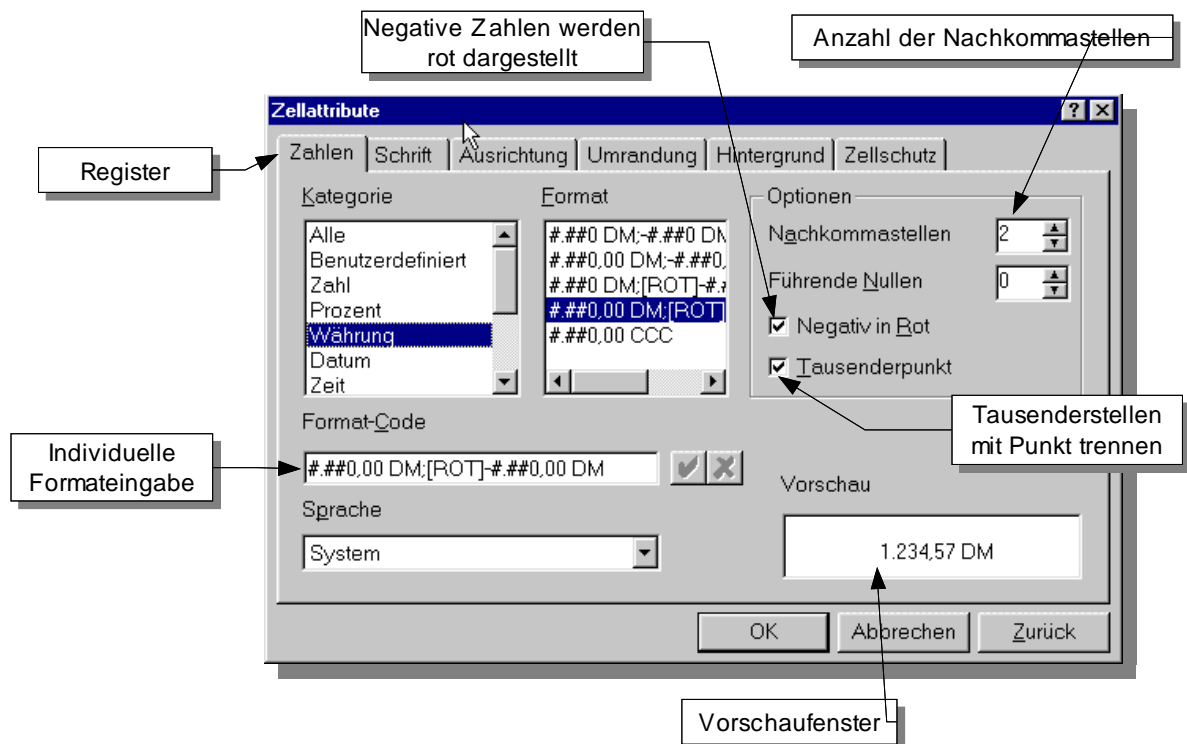 Negative Zahlen werden
rot dargestellt
Anzahl der Nachkommastellen
Zellattribute
Register
Zahlen Schrift Ausrichtung Umrandung Hintergrund Zellschutz
Kategorie
Alle
Benutzerdefiniert
Zahl
Prozent
Währung
Datum
Zeit
Format
#.##0 DM;-#.##0 DM
#.##0,00 DM;-#.##0,
#.##0 DM;[ROT]-#.#
#.##0,00 DM;[ROT]
#.##0,00 CCC
Optionen
Nachkommastellen 2
Führende Nullen 0
Negativ in Rot
Tausenderpunkt
Tausenderstellen
mit Punkt trennen
Format-Code
Individuelle
Formateingabe
#.##0,00 DM;[ROT]-#.##0,00 DM
Sprache
System
Vorschau
1.234,57 DM
OK Abbrechen Zurück
Vorschaufenster